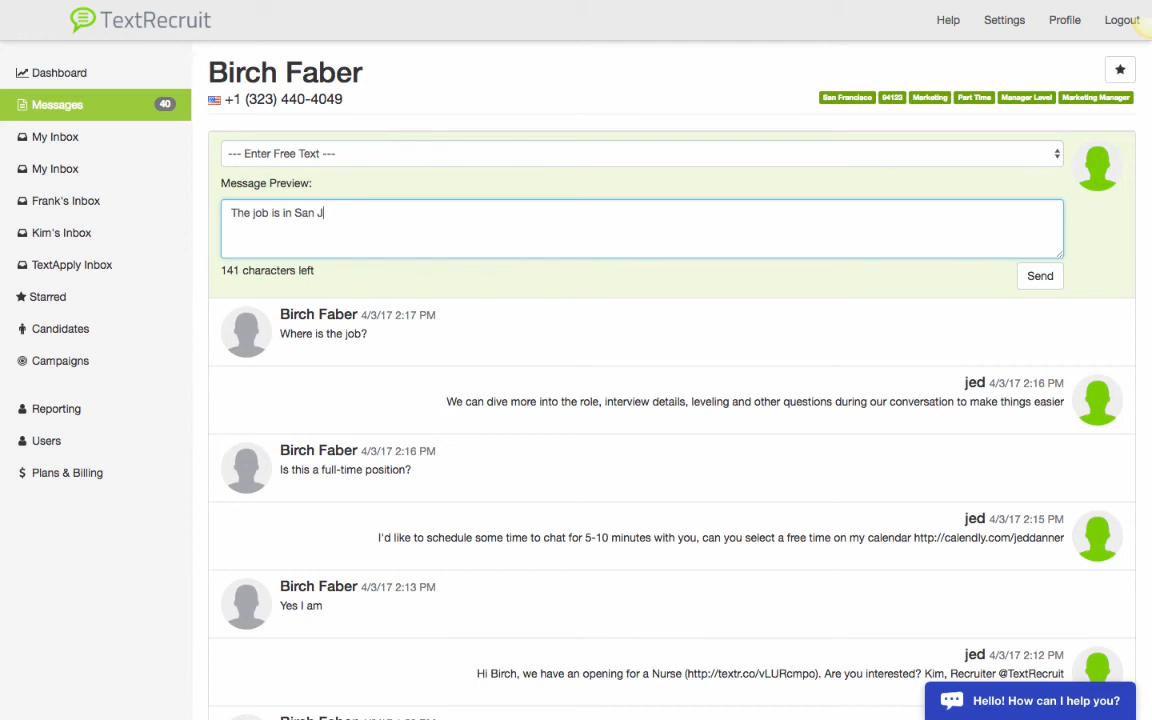 TextRecruit
Help Settings Profile Logout
Dashboard
Messages 40
My Inbox
My Inbox
Frank's Inbox
Kim's Inbox
TextApply Inbox
Starred
Candidates
Campaigns
Reporting
Users
$ Plans & Billing
Birch Faber
+1 (323) 440-4049
San Francisco 94123 Marketing Part Time Manager Level Marketing Manager
--- Enter Free Text ---
Message Preview:
The job is in San J
141 characters left
Send
Birch Faber 4/3/17 2:17 PM
Where is the job?
jed 4/3/17 2:16 PM
We can dive more into the role, interview details, leveling and other questions during our conversation to make things easier
Birch Faber 4/3/17 2:16 PM
Is this a full-time position?
jed 4/3/17 2:15 PM
I'd like to schedule some time to chat for 5-10 minutes with you, can you select a free time on my calendar http://calendly.com/jeddanner
Birch Faber 4/3/17 2:13 PM
Yes I am
jed 4/3/17 2:12 PM
Hi Birch, we have an opening for a Nurse (http://textr.co/vLURcmpo). Are you interested? Kim, Recruiter @TextRecruit
Hello! How can I help you?